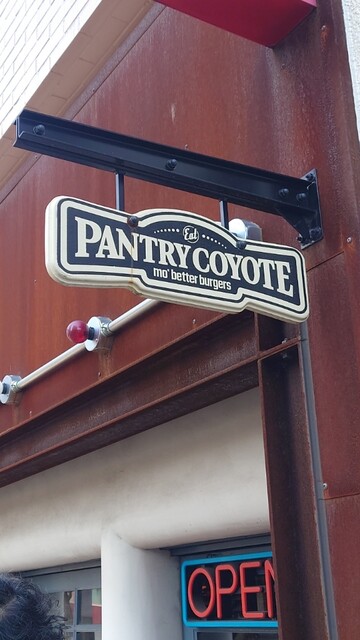 Eat
PANTRY COYOTE
mo' better burgers
OPEN